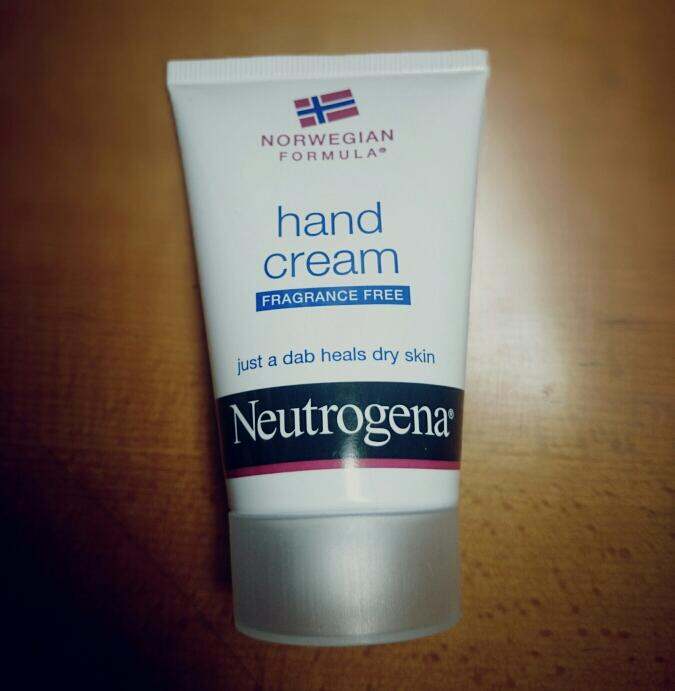 NORWEGIAN
FORMULA®
hand
cream
FRAGRANCE FREE
just a dab heals dry skin
Neutrogena®